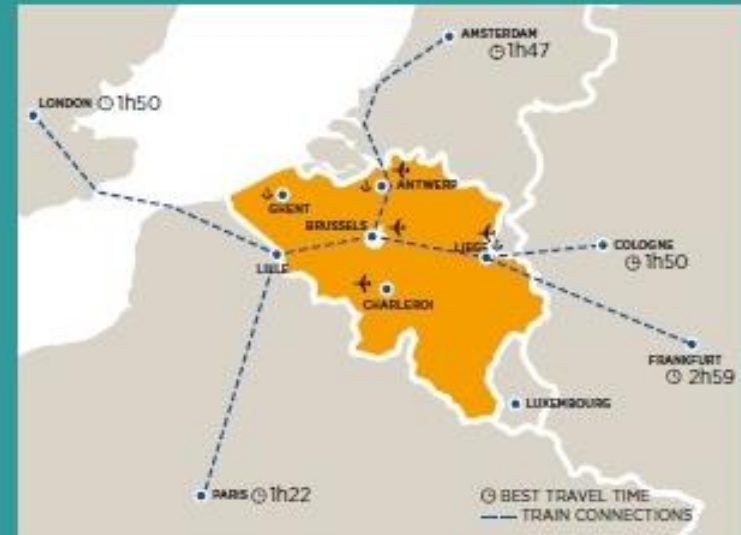 AMSTERDAM
1h47
LONDON 1h50
ANTWERP
GHENT
BRUSSELS
LIEGE
COLOGNE
1h50
LILLE
CHARLEROI
FRANKFURT
2h59
LUXEMBOURG
PARIS 1h22
BEST TRAVEL TIME
TRAIN CONNECTIONS